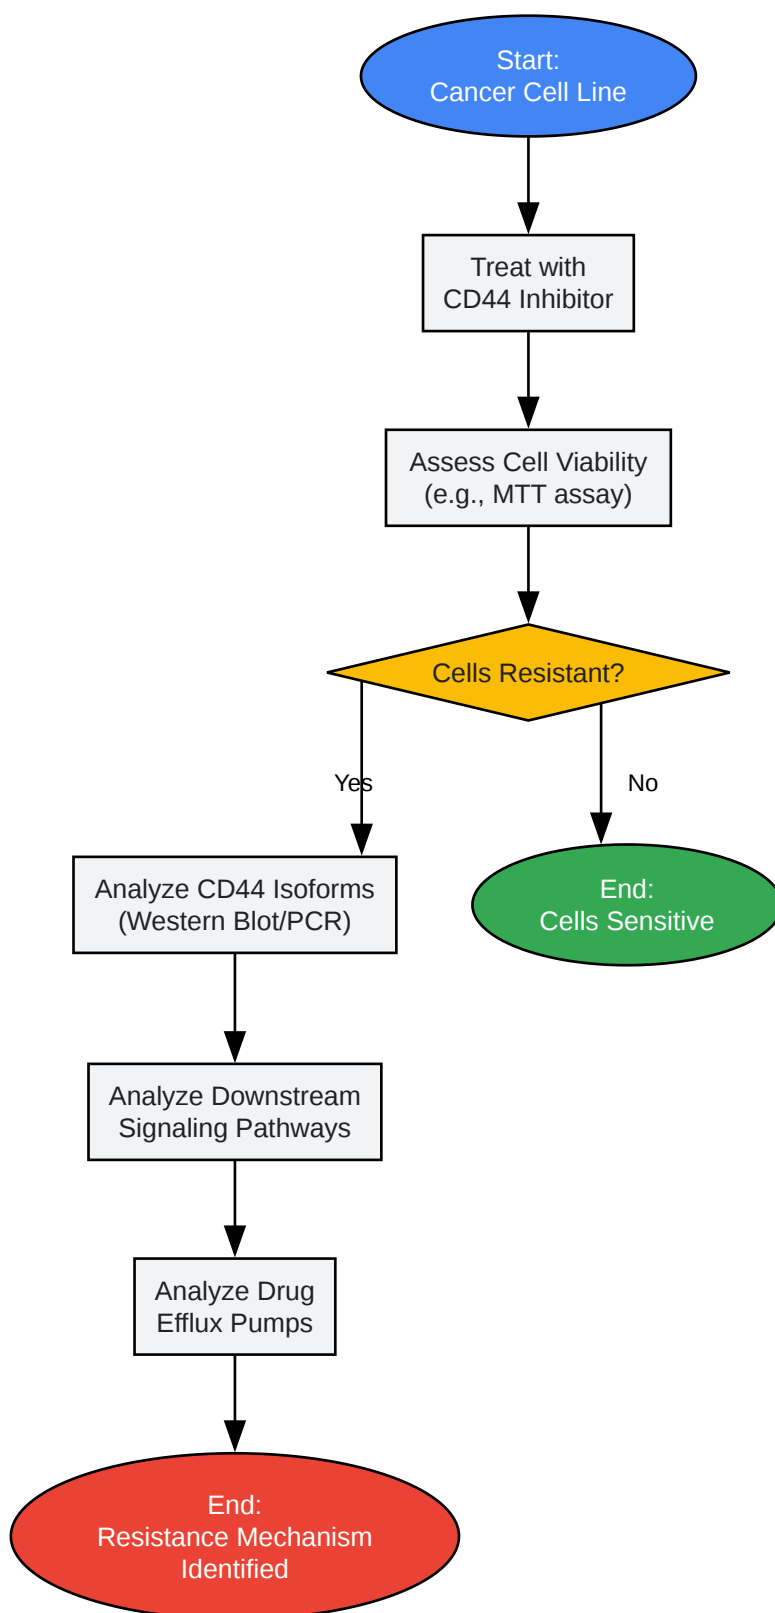 Start:
Cancer Cell Line
Treat with
CD44 Inhibitor
Assess Cell Viability
(e.g., MTT assay)
Cells Resistant?
Yes
No
Analyze CD44 Isoforms
(Western Blot/PCR)
End:
Cells Sensitive
Analyze Downstream
Signaling Pathways
Analyze Drug
Efflux Pumps
End:
Resistance Mechanism
Identified